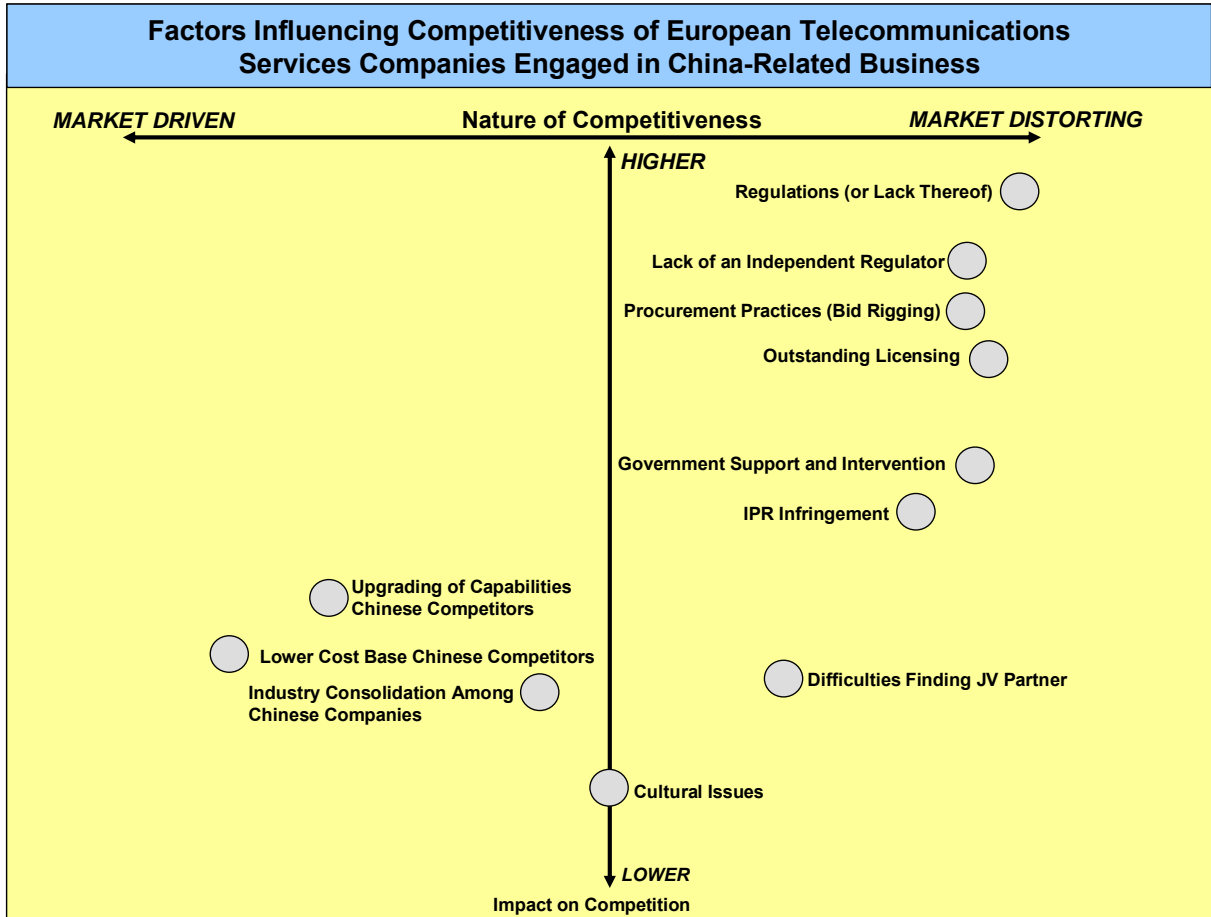 Factors Influencing Competitiveness of European Telecommunications
Services Companies Engaged in China-Related Business
MARKET DRIVEN
Nature of Competitiveness
MARKET DISTORTING
HIGHER
Regulations (or Lack Thereof)
Lack of an Independent Regulator
Procurement Practices (Bid Rigging)
Outstanding Licensing
Government Support and Intervention
IPR Infringement
Upgrading of Capabilities
Chinese Competitors
Lower Cost Base Chinese Competitors
Industry Consolidation Among
Chinese Companies
Difficulties Finding JV Partner
Cultural Issues
LOWER
Impact on Competition